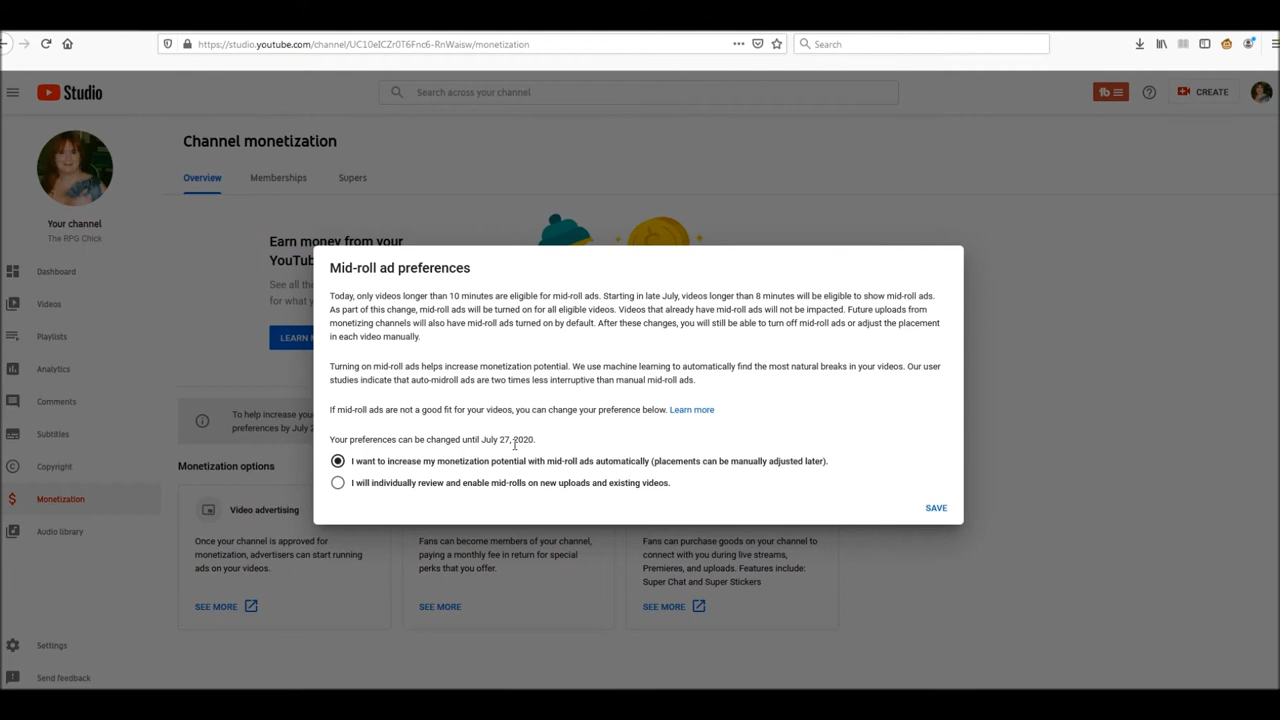 https://studio.youtube.com/channel/UC10eICZr0T6Fnc6-RnWaisw/monetization
Search
Studio
Search across your channel
CREATE
Your channel
The RPG Chick
Dashboard
Videos
Playlists
Analytics
Comments
Subtitles
Copyright
Monetization
Audio library
Settings
Send feedback
Channel monetization
Overview
Memberships
Supers
Earn money from your
YouTub
See all the
for what y
LEARN
To help increase your
preferences by July 2
Mid-roll ad preferences
Today, only videos longer than 10 minutes are eligible for mid-roll ads. Starting in late July, videos longer than 8 minutes will be eligible to show mid-roll ads.
As part of this change, mid-roll ads will be turned on for all eligible videos. Videos that already have mid-roll ads will not be impacted. Future uploads from
monetizing channels will also have mid-roll ads turned on by default. After these changes, you will still be able to turn off mid-roll ads or adjust the placement
in each video manually.
Turning on mid-roll ads helps increase monetization potential. We use machine learning to automatically find the most natural breaks in your videos. Our user
studies indicate that auto-midroll ads are two times less interruptive than manual mid-roll ads.
If mid-roll ads are not a good fit for your videos, you can change your preference below. Learn more
Your preferences can be changed until July 27, 2020.
I want to increase my monetization potential with mid-roll ads automatically (placements can be manually adjusted later).
I will individually review and enable mid-rolls on new uploads and existing videos.
SAVE
Monetization options
Video advertising
Once your channel is approved for
monetization, advertisers can start running
ads on your videos.
SEE MORE
Fans can become members of your channel,
paying a monthly fee in return for special
perks that you offer.
SEE MORE
Fans can purchase goods on your channel to
connect with you during live streams,
Premieres, and uploads. Features include:
Super Chat and Super Stickers
SEE MORE